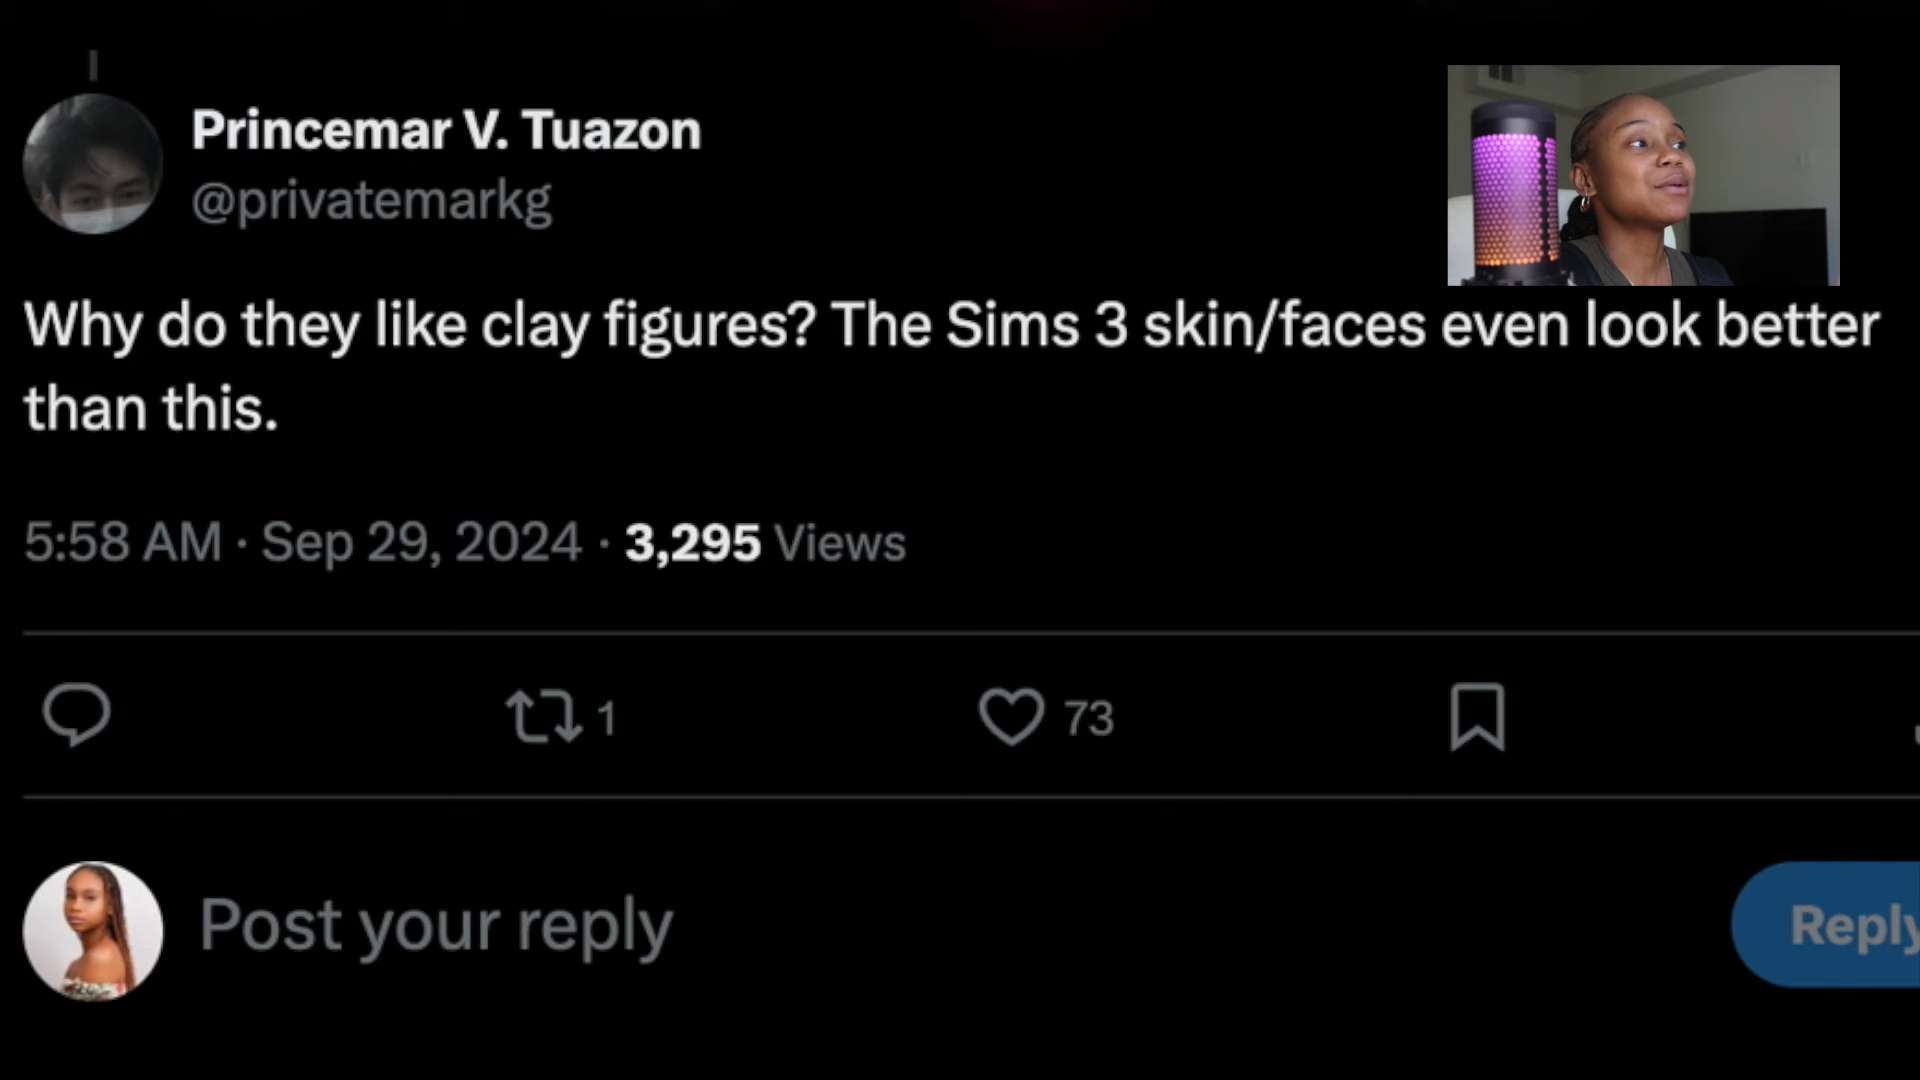 Princemar V. Tuazon
@privatemarkg
Why do they like clay figures? The Sims 3 skin/faces even look better
than this.
5:58 AM · Sep 29, 2024 · 3,295 Views
1
73
Post your reply
Reply